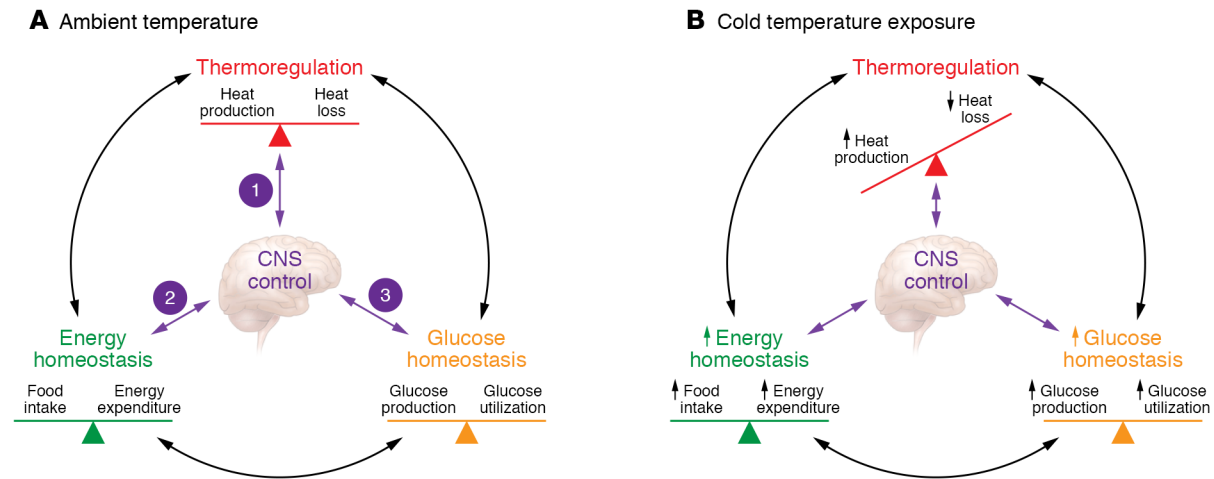 A Ambient temperature
Thermoregulation
Heat production
Heat loss
1
CNS control
2
3
Energy homeostasis
Glucose homeostasis
Food intake
Energy expenditure
Glucose production
Glucose utilization
B Cold temperature exposure
Thermoregulation
Heat loss
Heat production
CNS control
Energy homeostasis
Glucose homeostasis
Food intake
Energy expenditure
Glucose production
Glucose utilization